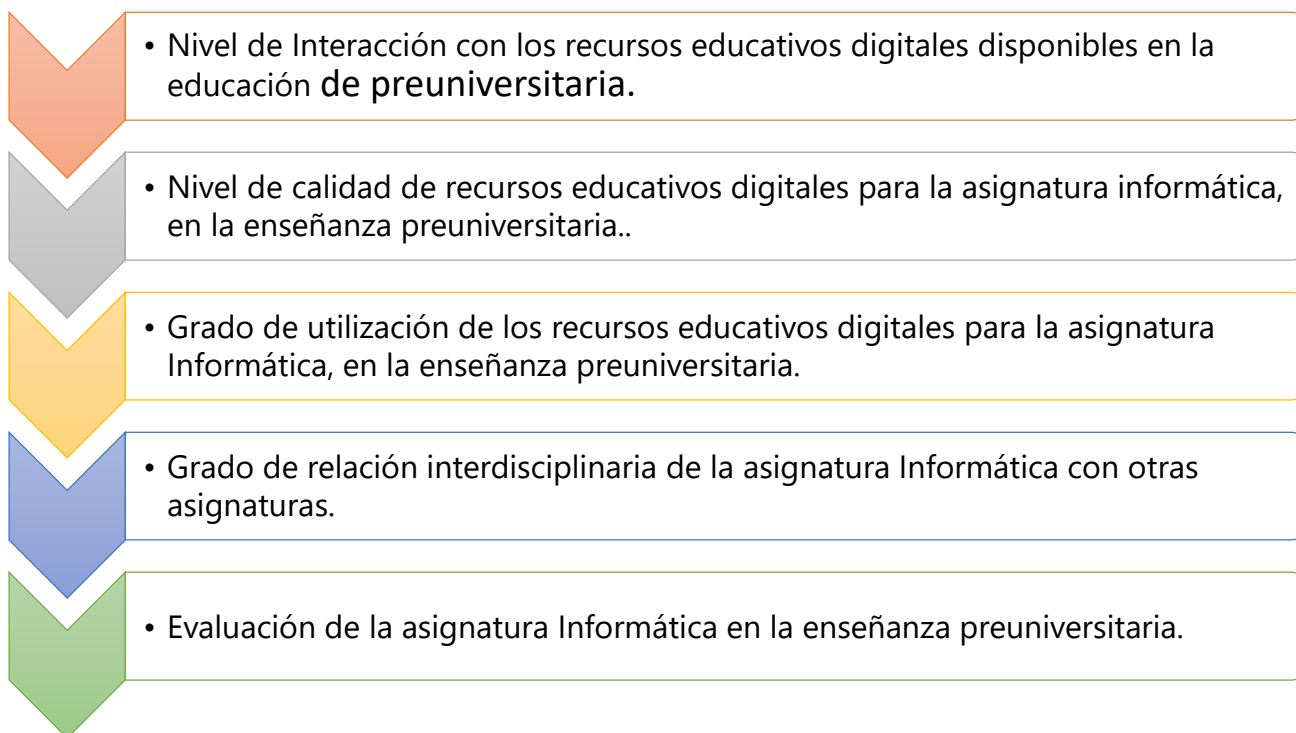 • Nivel de Interacción con los recursos educativos digitales disponibles en la
educación de preuniversitaria.
• Nivel de calidad de recursos educativos digitales para la asignatura informática,
en la enseñanza preuniversitaria..
• Grado de utilización de los recursos educativos digitales para la asignatura
Informática, en la enseñanza preuniversitaria.
• Grado de relación interdisciplinaria de la asignatura Informática con otras
asignaturas.
• Evaluación de la asignatura Informática en la enseñanza preuniversitaria.